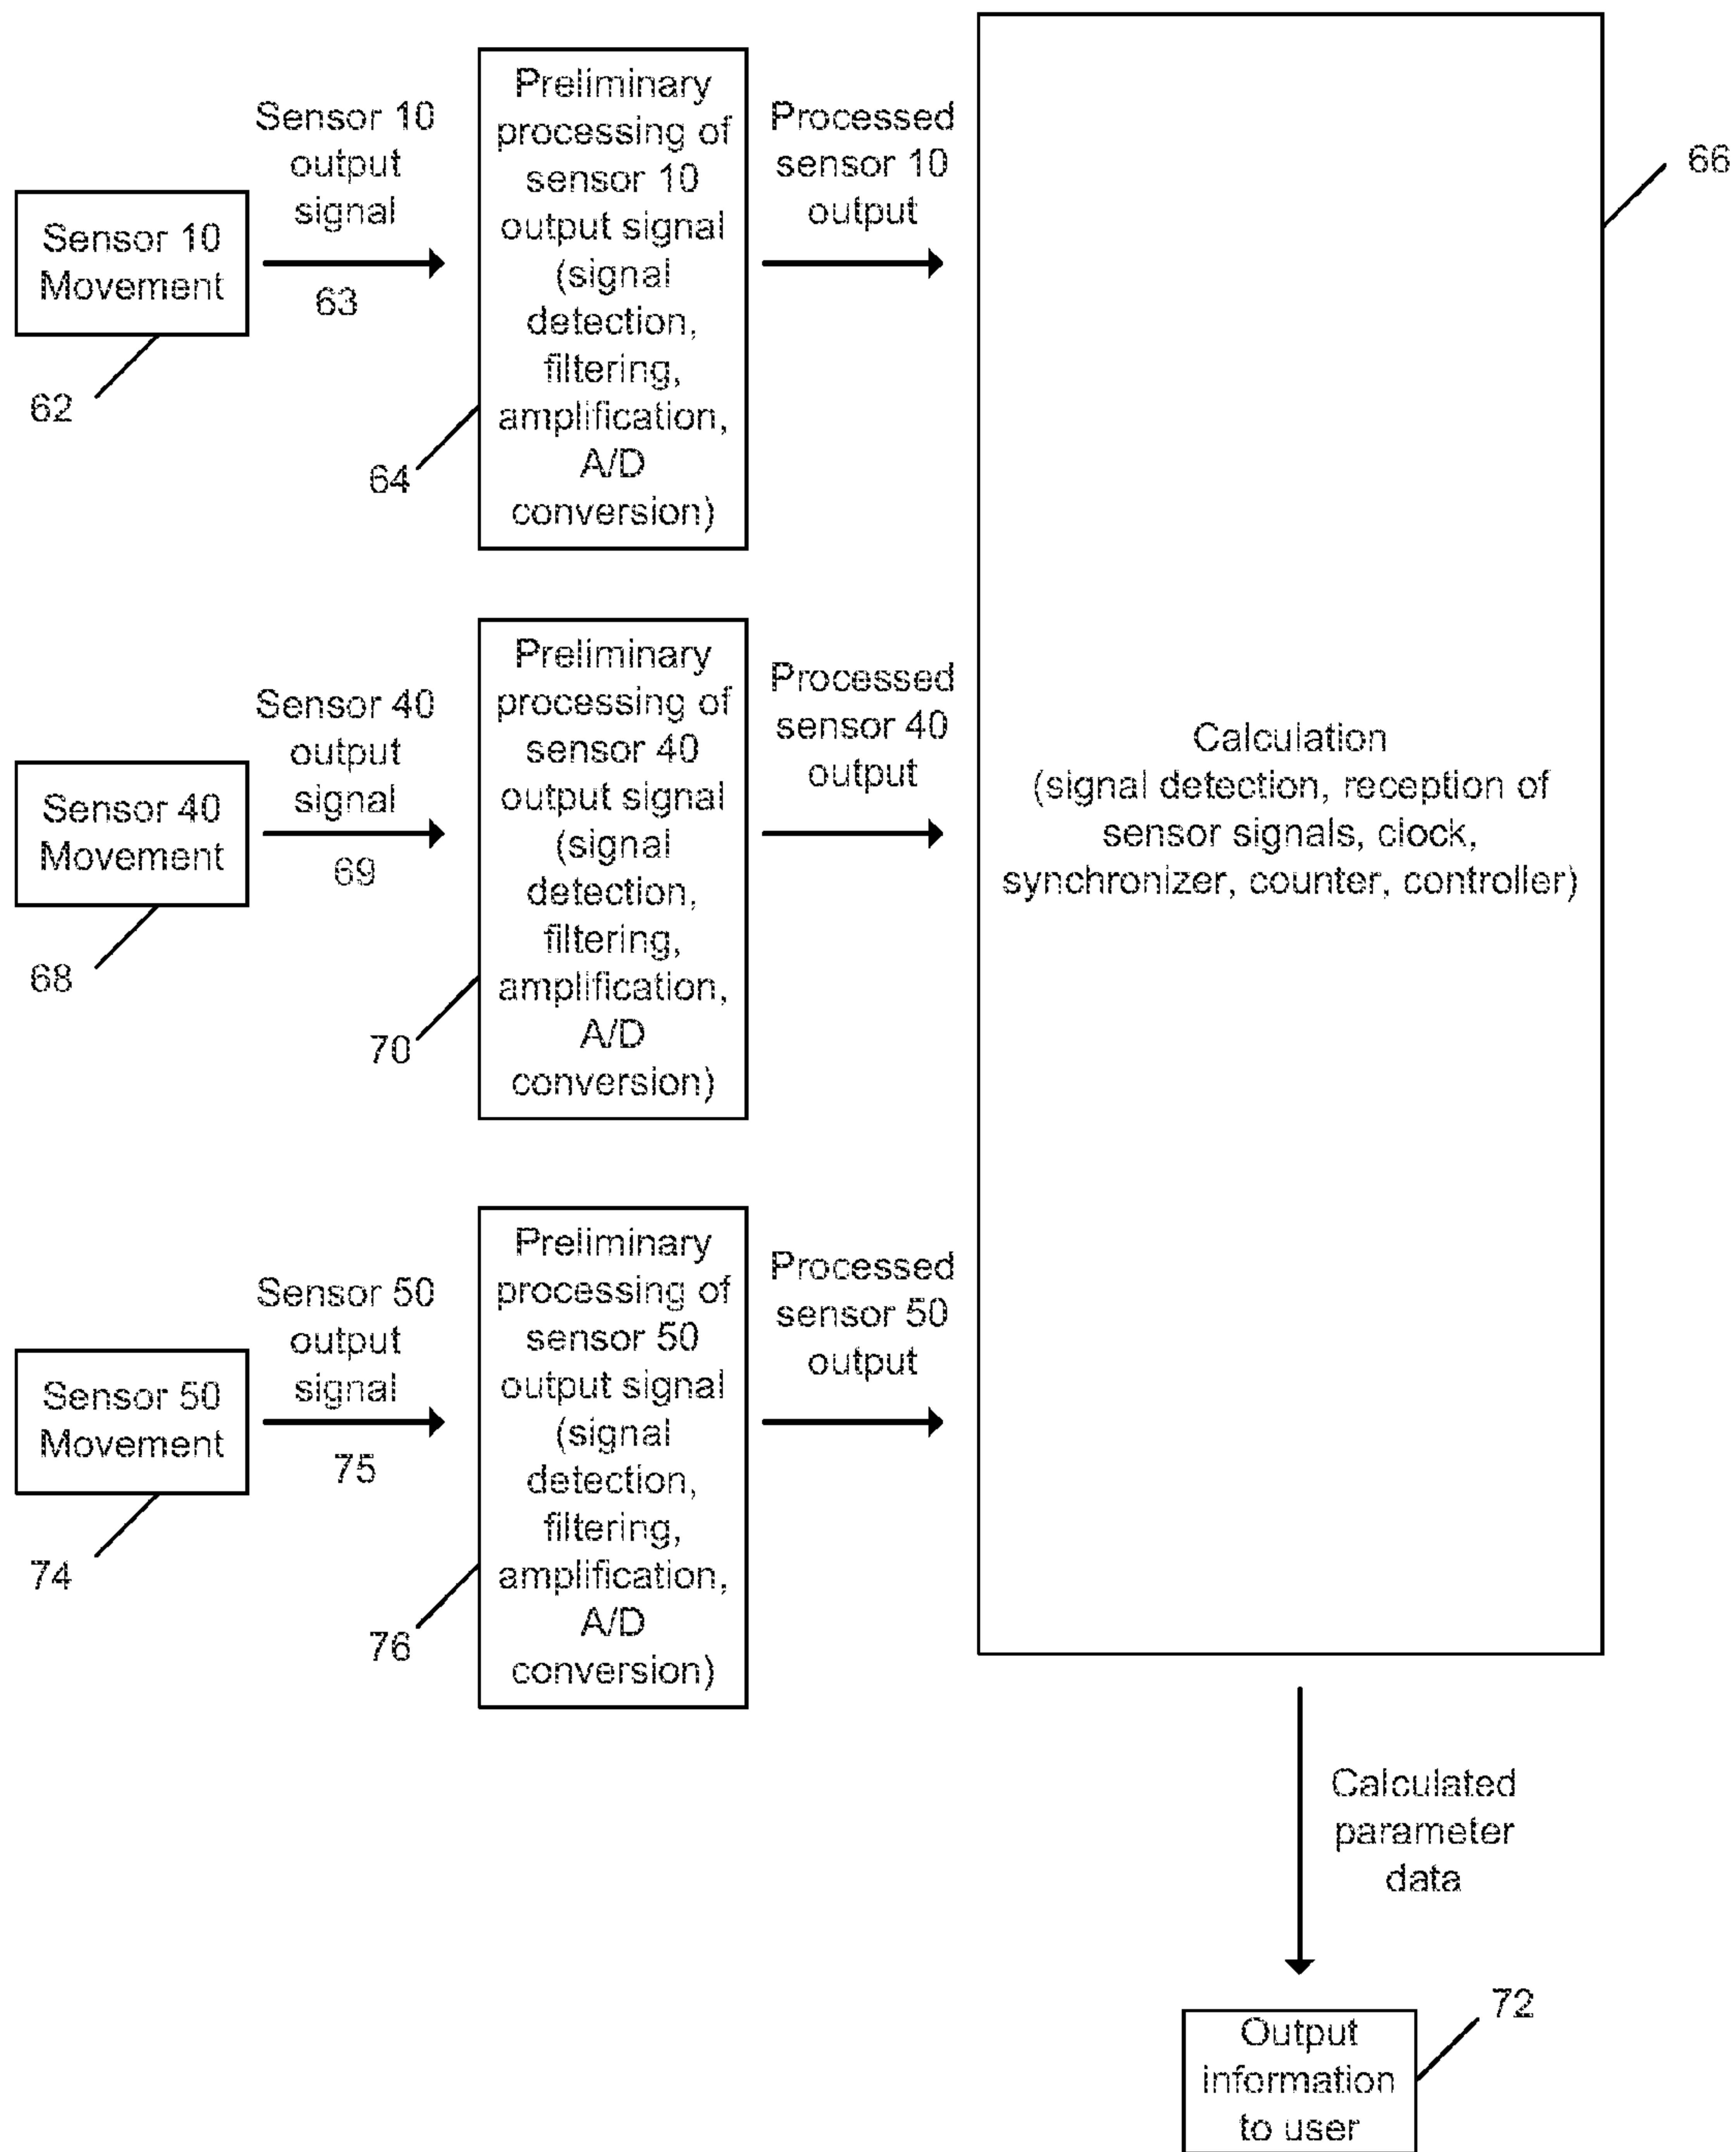 Sensor 10
Movement
62
Sensor 10
output
signal
63
Preliminary
processing of
sensor 10
output signal
(signal
detection,
filtering,
amplification,
A/D
conversion)
64
Processed
sensor 10
output
Sensor 40
Movement
68
Sensor 40
output
signal
69
Preliminary
processing of
sensor 40
output signal
(signal
detection,
filtering,
amplification,
A/D
conversion)
70
Processed
sensor 40
output
Sensor 50
Movement
74
Sensor 50
output
signal
75
Preliminary
processing of
sensor 50
output signal
(signal
detection,
filtering,
amplification,
A/D
conversion)
76
Processed
sensor 50
output
Calculation
(signal detection, reception of
sensor signals, clock,
synchronizer, counter, controller)
66
Calculated
parameter
data
Output
information
to user
72